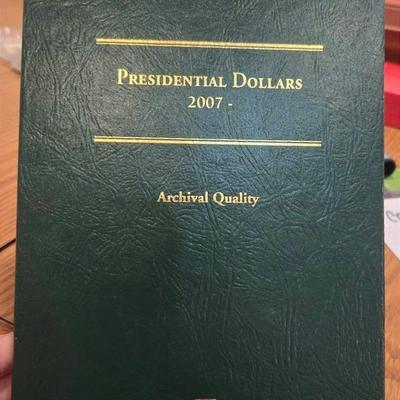 Presidential Dollars
2007 -
Archival Quality